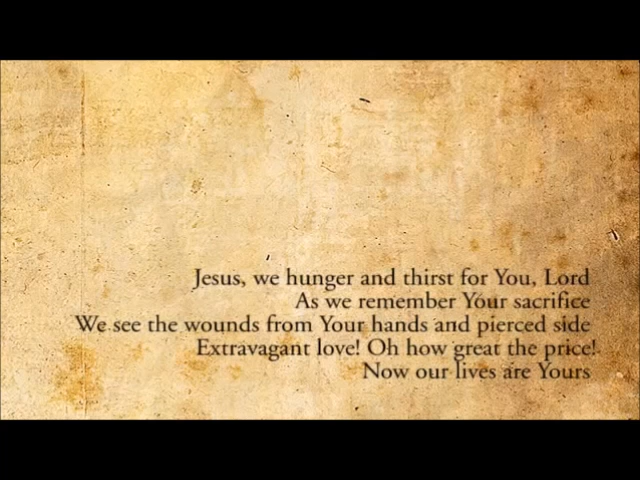 Jesus, we hunger and thirst for You, Lord
As we remember Your sacrifice
We see the wounds from Your hands and pierced side
Extravagant love! Oh how great the price!
Now our lives are Yours